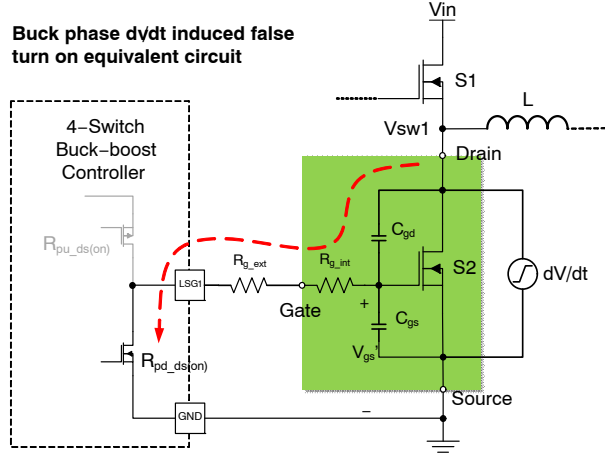 Buck phase dv/dt induced false
turn on equivalent circuit
Vin
S1
L
Vsw1
Drain
4−Switch
Buck−boost
Controller
Rpu_ds(on)
Cgd
S2
dV/dt
Rg_ext
Rg_int
LSG1
Gate
+
Cgs
Vgs'
Rpd_ds(on)
Source
GND
−